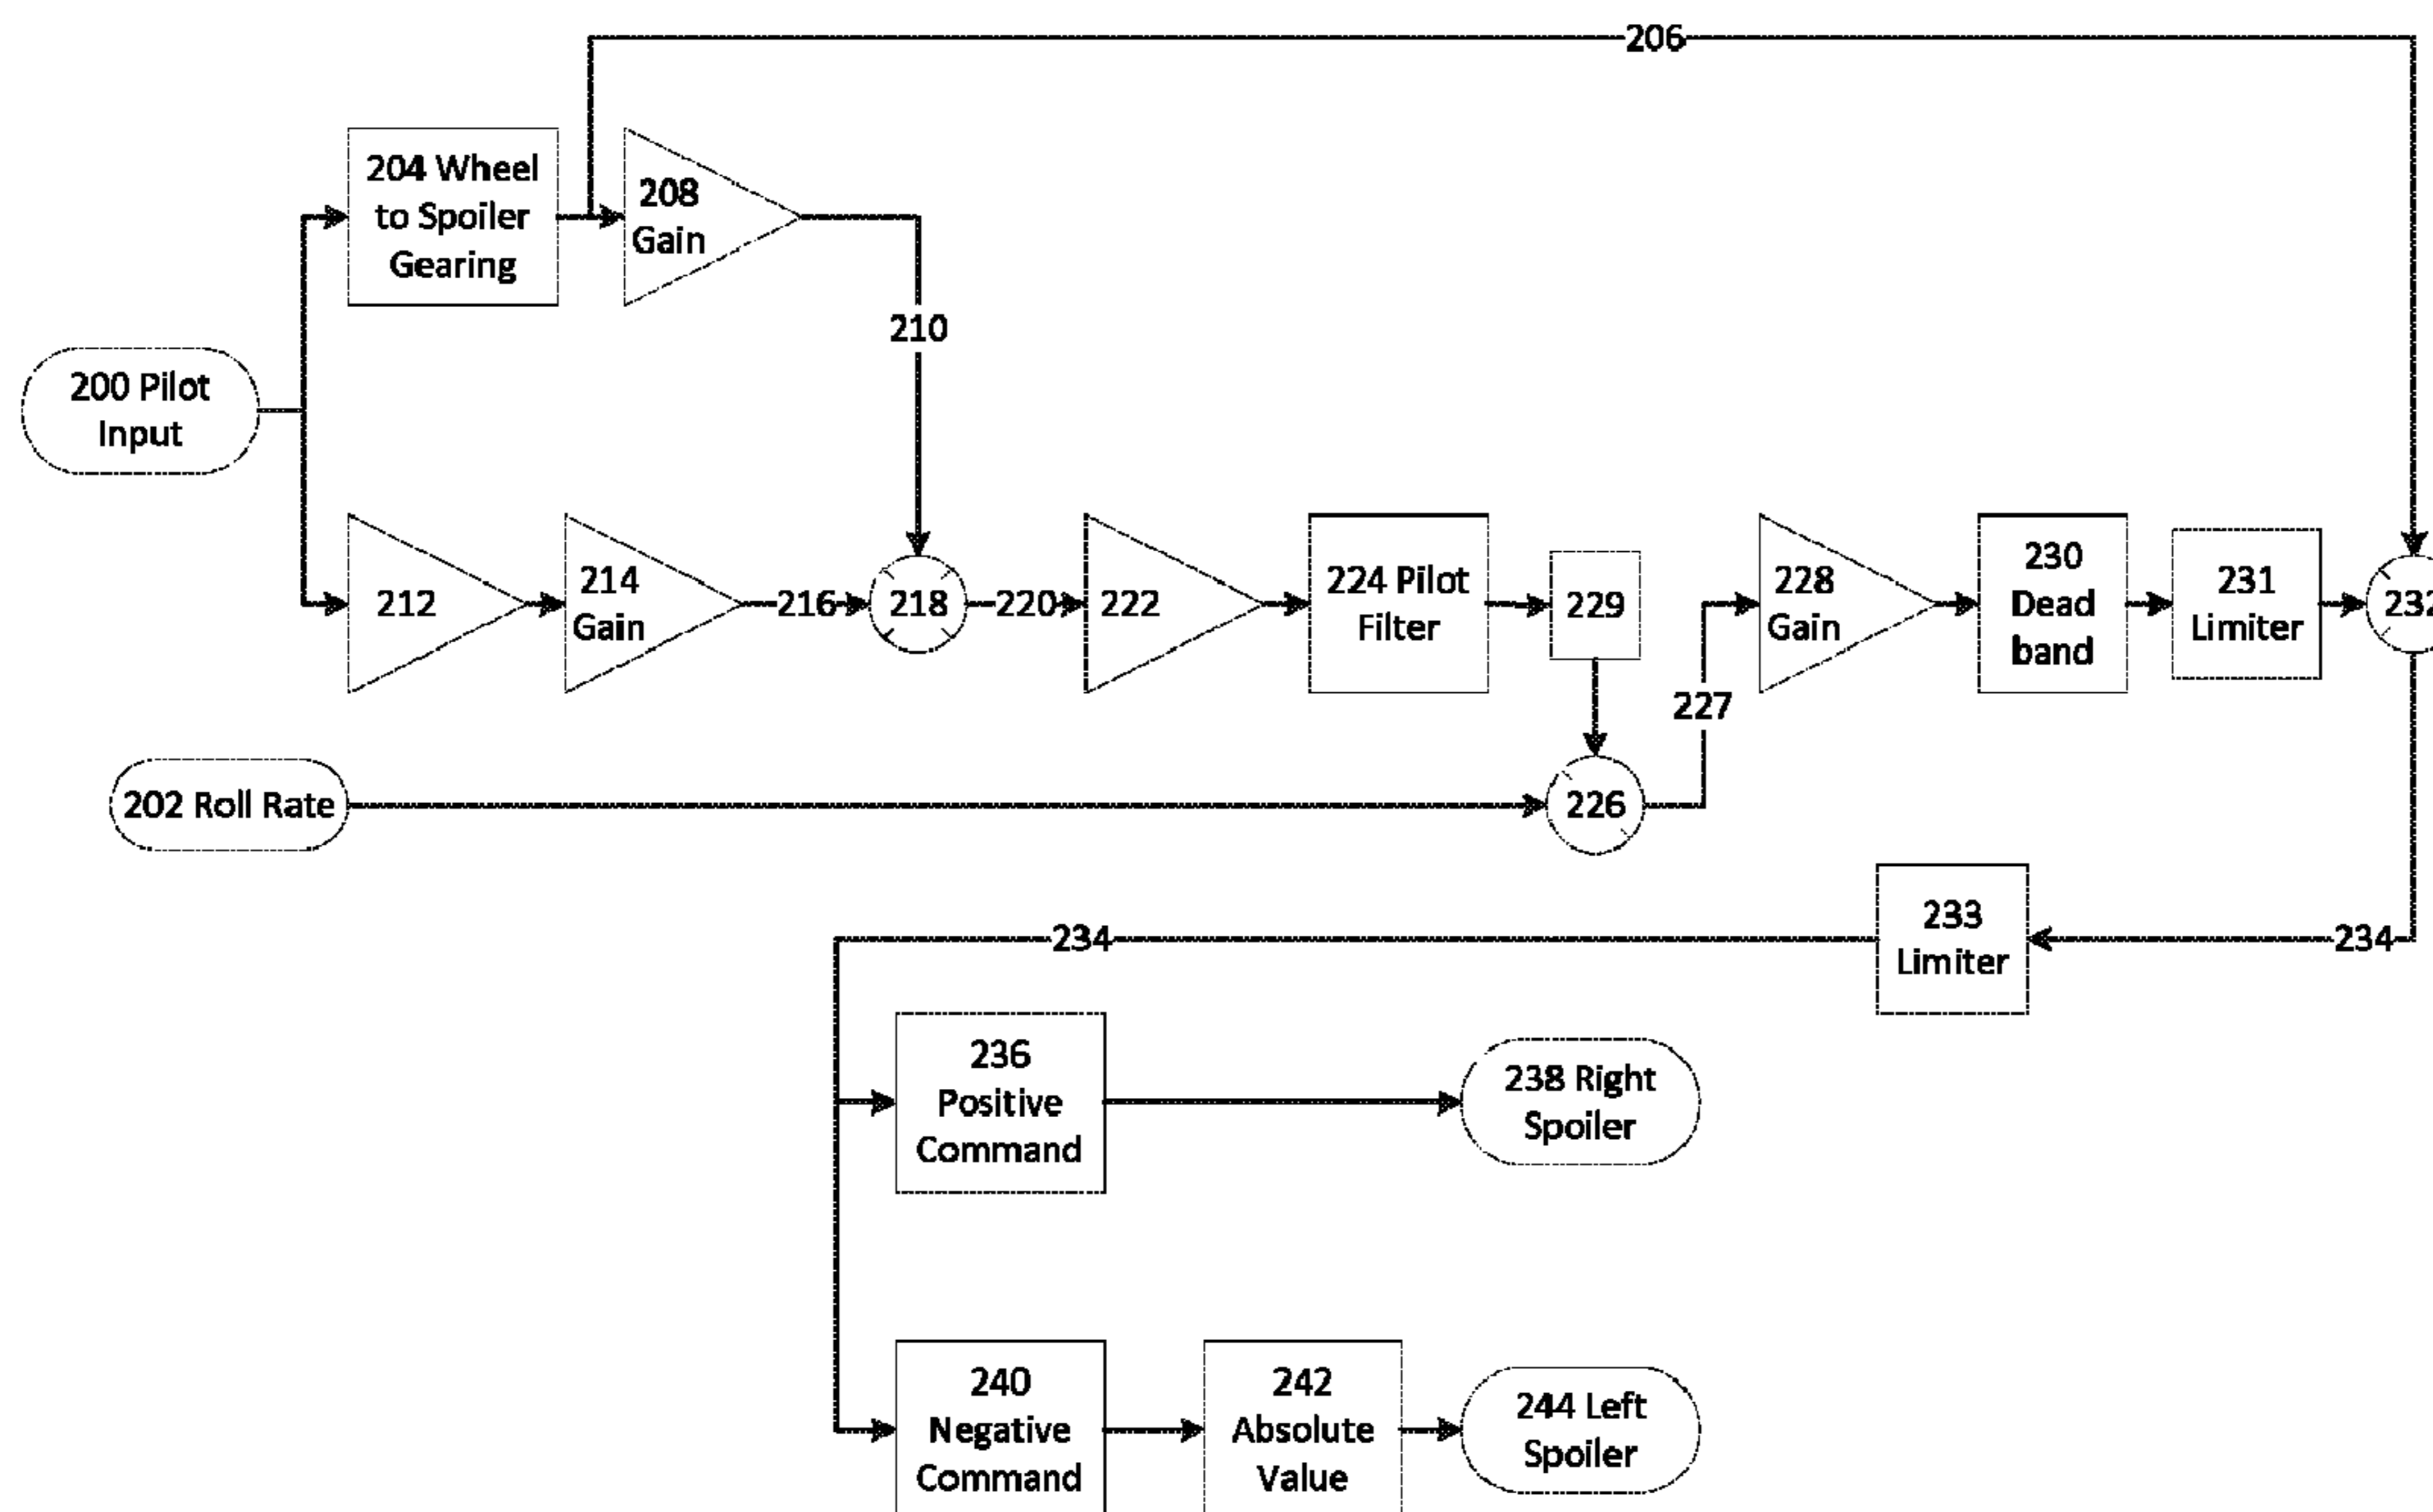 206
204 Wheel
to Spoiler
Gearing
208
Gain
210
200 Pilot
Input
212
214
Gain
216
218
220
222
224 Pilot
Filter
229
227
228
Gain
230
Dead
band
231
Limiter
232
202 Roll Rate
226
233
Limiter
234
234
236
Positive
Command
238 Right
Spoiler
240
Negative
Command
242
Absolute
Value
244 Left
Spoiler